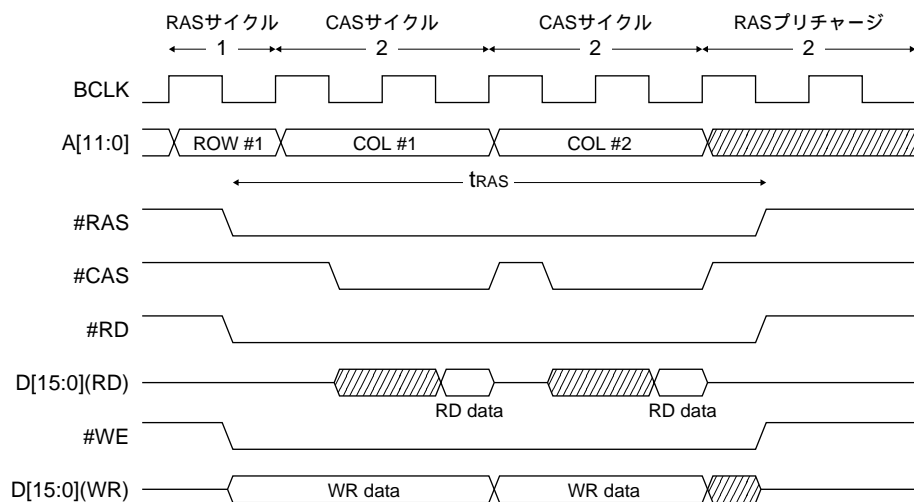 RASサイクル CASサイクル CASサイクル RASプリチャージ
1 2 2 2
BCLK
A[11:0] ROW #1 COL #1 COL #2
tRAS
#RAS
#CAS
#RD
D[15:0](RD)
RD data RD data
#WE
D[15:0](WR) WR data WR data